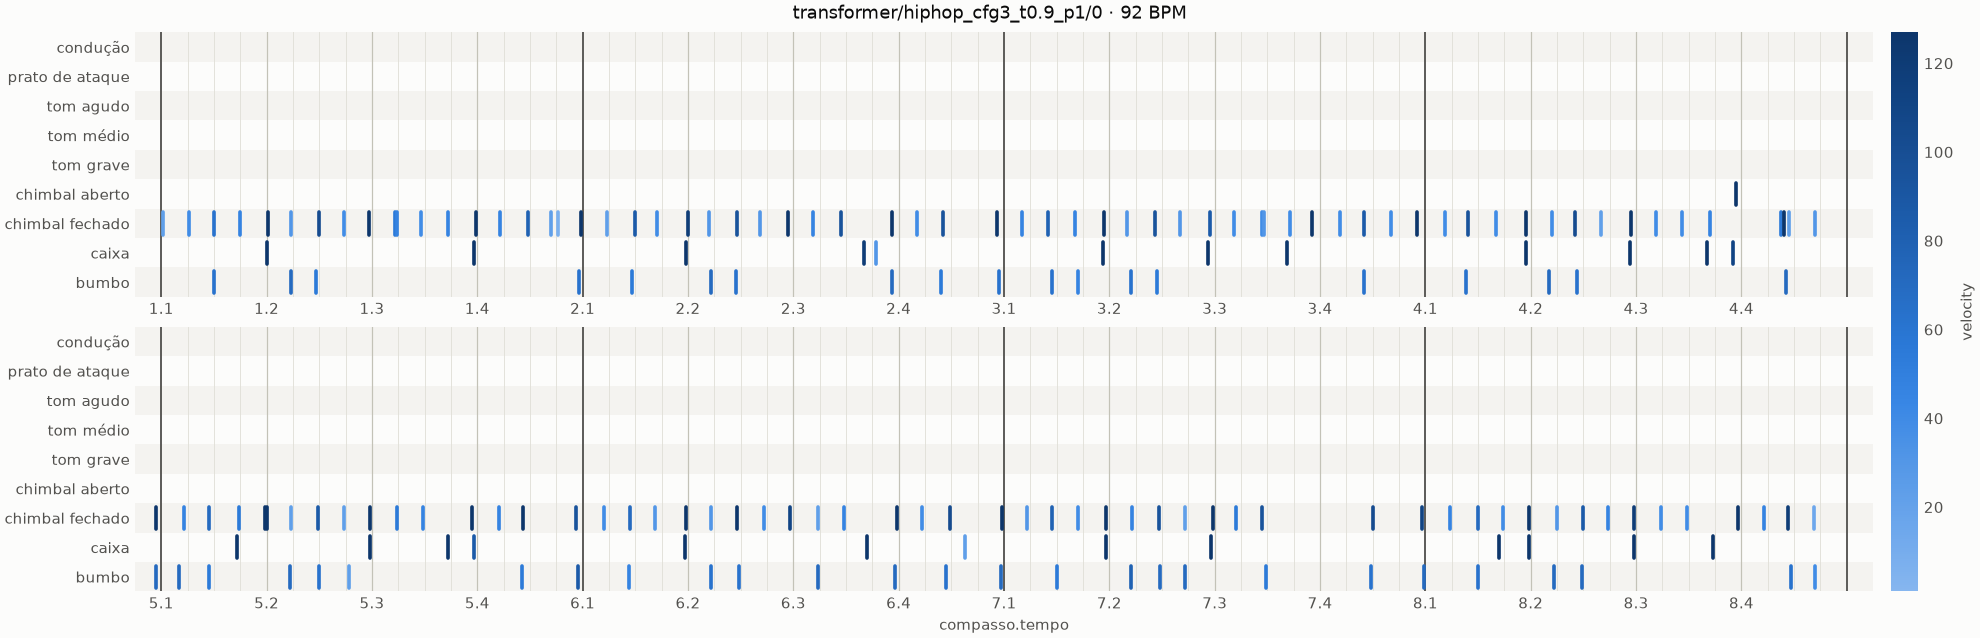 transformer/hiphop_cfg3_t0.9_p1/0 · 92 BPM
condução
prato de ataque
tom agudo
tom médio
tom grave
chimbal aberto
chimbal fechado
caixa
bumbo
1.1 1.2 1.3 1.4 2.1 2.2 2.3 2.4 3.1 3.2 3.3 3.4 4.1 4.2 4.3 4.4
condução
prato de ataque
tom agudo
tom médio
tom grave
chimbal aberto
chimbal fechado
caixa
bumbo
5.1 5.2 5.3 5.4 6.1 6.2 6.3 6.4 7.1 7.2 7.3 7.4 8.1 8.2 8.3 8.4
compasso.tempo
120
100
80
60
40
20
velocity